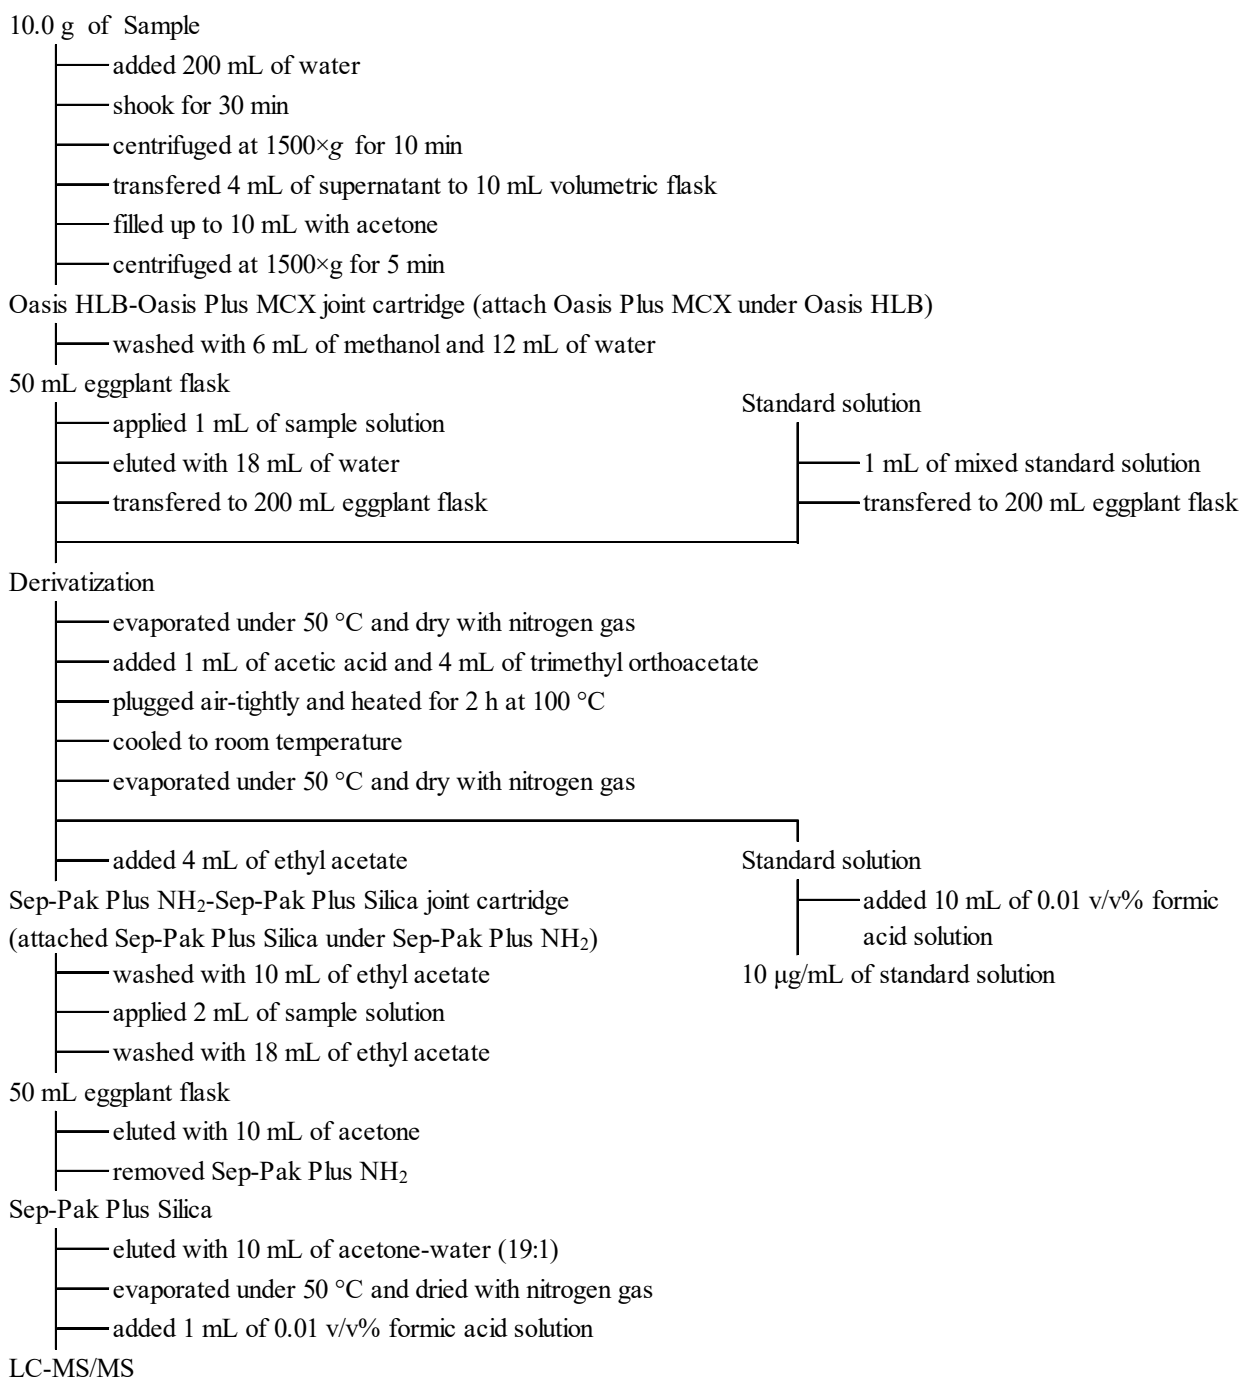 10.0 g of Sample
added 200 mL of water
shook for 30 min
centrifuged at 1500×g for 10 min
transfered 4 mL of supernatant to 10 mL volumetric flask
filled up to 10 mL with acetone
centrifuged at 1500×g for 5 min
Oasis HLB-Oasis Plus MCX joint cartridge (attach Oasis Plus MCX under Oasis HLB)
washed with 6 mL of methanol and 12 mL of water
50 mL eggplant flask
applied 1 mL of sample solution
eluted with 18 mL of water
transfered to 200 mL eggplant flask
Standard solution
1 mL of mixed standard solution
transfered to 200 mL eggplant flask
Derivatization
evaporated under 50 °C and dry with nitrogen gas
added 1 mL of acetic acid and 4 mL of trimethyl orthoacetate
plugged air-tightly and heated for 2 h at 100 °C
cooled to room temperature
evaporated under 50 °C and dry with nitrogen gas
added 4 mL of ethyl acetate
Standard solution
added 10 mL of 0.01 v/v% formic
acid solution
10 μg/mL of standard solution
Sep-Pak Plus NH₂-Sep-Pak Plus Silica joint cartridge
(attached Sep-Pak Plus Silica under Sep-Pak Plus NH₂)
washed with 10 mL of ethyl acetate
applied 2 mL of sample solution
washed with 18 mL of ethyl acetate
50 mL eggplant flask
eluted with 10 mL of acetone
removed Sep-Pak Plus NH₂
Sep-Pak Plus Silica
eluted with 10 mL of acetone-water (19:1)
evaporated under 50 °C and dried with nitrogen gas
added 1 mL of 0.01 v/v% formic acid solution
LC-MS/MS